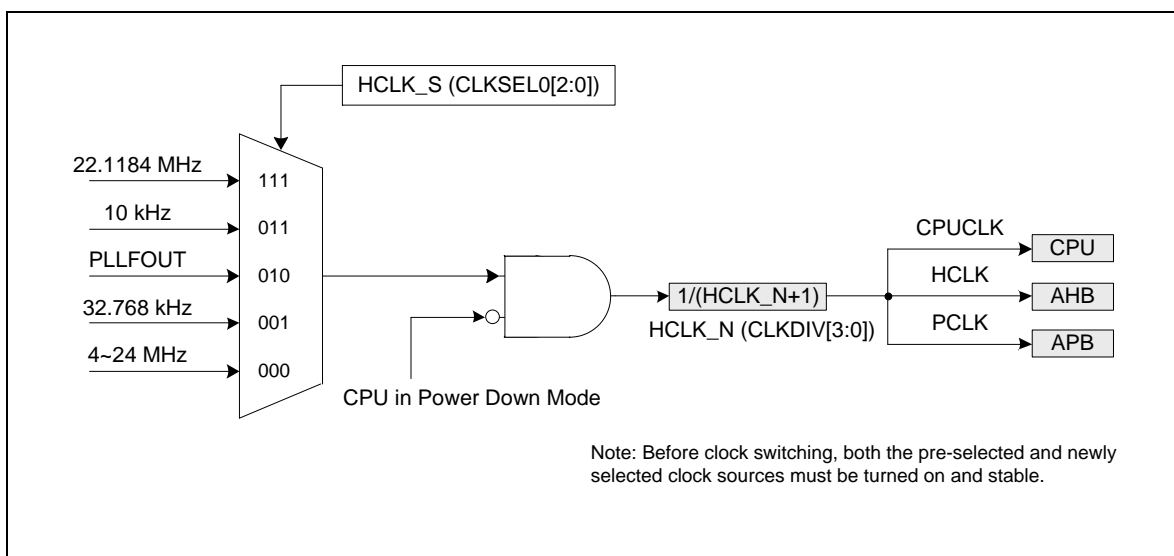 HCLK_S (CLKSEL0[2:0])
22.1184 MHz
111
10 kHz
011
PLLFOUT
010
32.768 kHz
001
4~24 MHz
000
CPU in Power Down Mode
1/(HCLK_N+1)
HCLK_N (CLKDIV[3:0])
CPUCLK
CPU
HCLK
AHB
PCLK
APB
Note: Before clock switching, both the pre-selected and newly
selected clock sources must be turned on and stable.